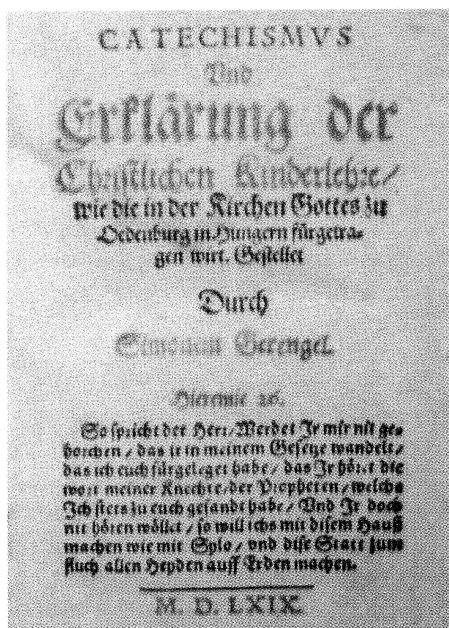 CATECHISMVS
Vnd
Erklärung der
Christlichen Kinderlehre/
wie die in der Kirchen Gottes zu
Oedenburg in Hungern fürgetra-
gen wirt. Gestellet
Durch
Simonem Gerengel.
Hieremie 26.
So spricht der Herr/Werdet Jr mir nit ge-
horchen/ das ir in meinem Gesetze wandelt/
das ich euch fürgeleget habe/ das Jr höret die
wort meiner Knechte/der Propheten/ welche
Jch stets zu euch gesandt habe/ Vnd Jr doch
nit hören wöllet/ so will ichs mit disem Hauß
machen wie mit Sylo/ vnd dise Statt zum
fluch allen Heyden auff Erden machen.
M. D. LXIX.